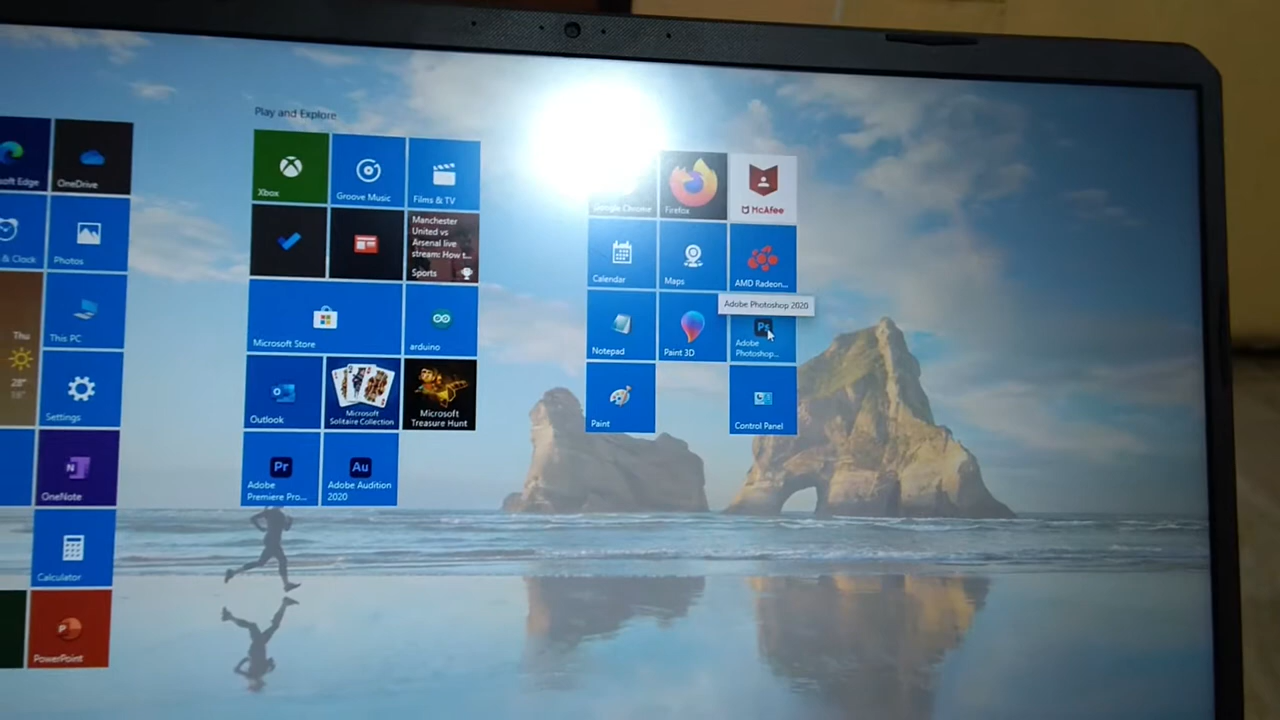 soft Edge
OneDrive
& Clock
Photos
Thu
28°
This PC
Settings
N
OneNote
Calculator
P
PowerPoint
Play and Explore
Xbox
Groove Music
Films & TV
Manchester
United vs
Arsenal live
stream: How t...
Sports
Microsoft Store
arduino
Outlook
Microsoft
Solitaire Collection
Microsoft
Treasure Hunt
Pr
Adobe
Premiere Pro...
Au
Adobe Audition
2020
Google Chrome
Firefox
McAfee
Calendar
Maps
AMD Radeon...
Adobe Photoshop 2020
Notepad
Paint 3D
Ps
Adobe
Photoshop...
Paint
Control Panel